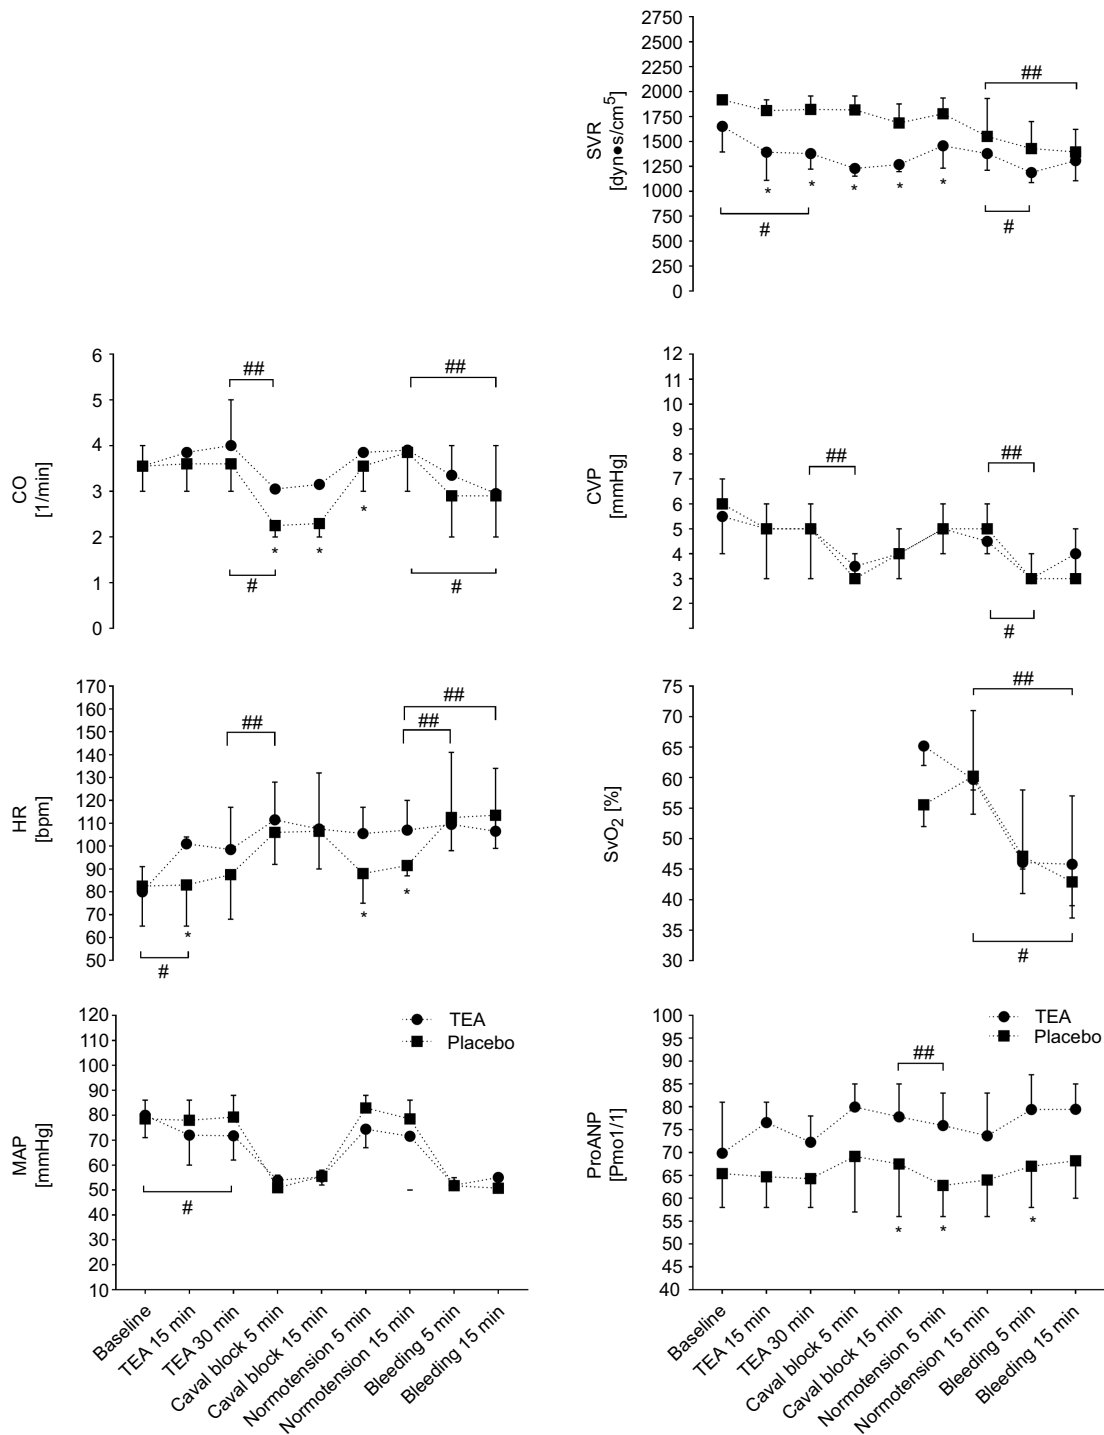 2750
2500
2250
2000
1750
1500
1250
1000
750
500
250
0
SVR
[dyn●s/cm5]
##
* * * * *
#
#
6
5
4
3
2
1
0
CO
[1/min]
##
##
* * *
#
#
12
11
10
9
8
7
6
5
4
3
2
CVP
[mmHg]
##
##
#
170
160
150
140
130
120
110
100
90
80
70
60
50
HR
[bpm]
##
##
##
* * *
#
75
70
65
60
55
50
45
40
35
30
SvO2 [%]
##
#
120
110
100
90
80
70
60
50
40
30
20
10
MAP
[mmHg]
TEA
Placebo
#
Baseline
TEA 15 min
TEA 30 min
Caval block 5 min
Caval block 15 min
Normotension 5 min
Normotension 15 min
Bleeding 5 min
Bleeding 15 min
100
95
90
85
80
75
70
65
60
55
50
45
40
ProANP
[Pmo1/1]
TEA
Placebo
##
* * *
Baseline
TEA 15 min
TEA 30 min
Caval block 5 min
Caval block 15 min
Normotension 5 min
Normotension 15 min
Bleeding 5 min
Bleeding 15 min